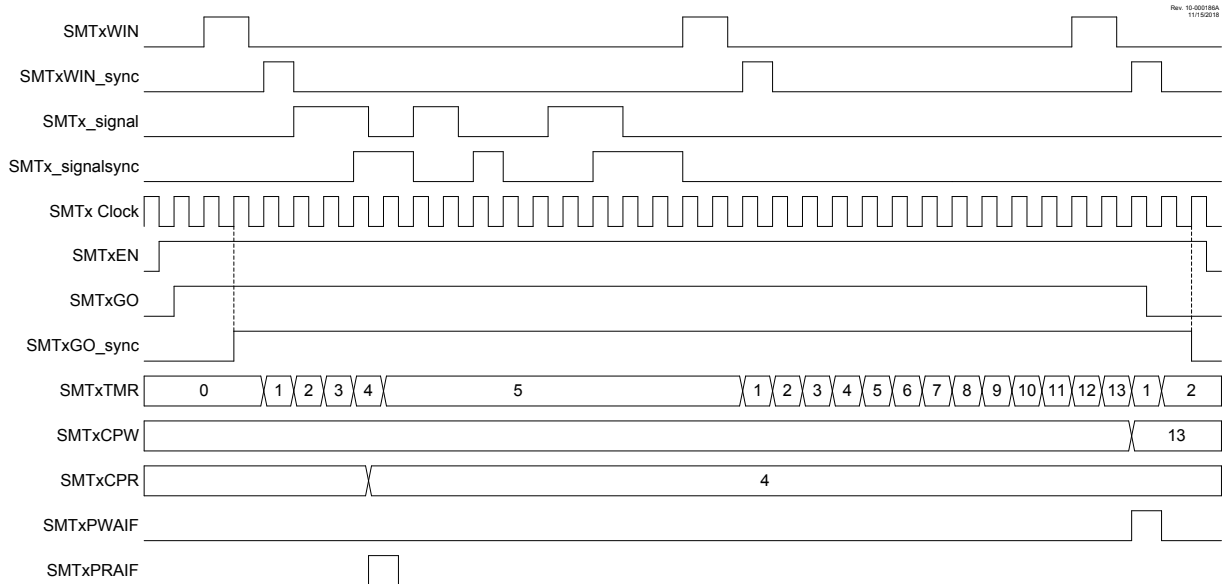 Rev. 10-000186A
11/15/2018
SMTxWIN
SMTxWIN_sync
SMTx_signal
SMTx_signalsync
SMTx Clock
SMTxEN
SMTxGO
SMTxGO_sync
SMTxTMR 0 1 2 3 4 5 1 2 3 4 5 6 7 8 9 10 11 12 13 1 2
SMTxCPW 13
SMTxCPR 4
SMTxPWAIF
SMTxPRAIF